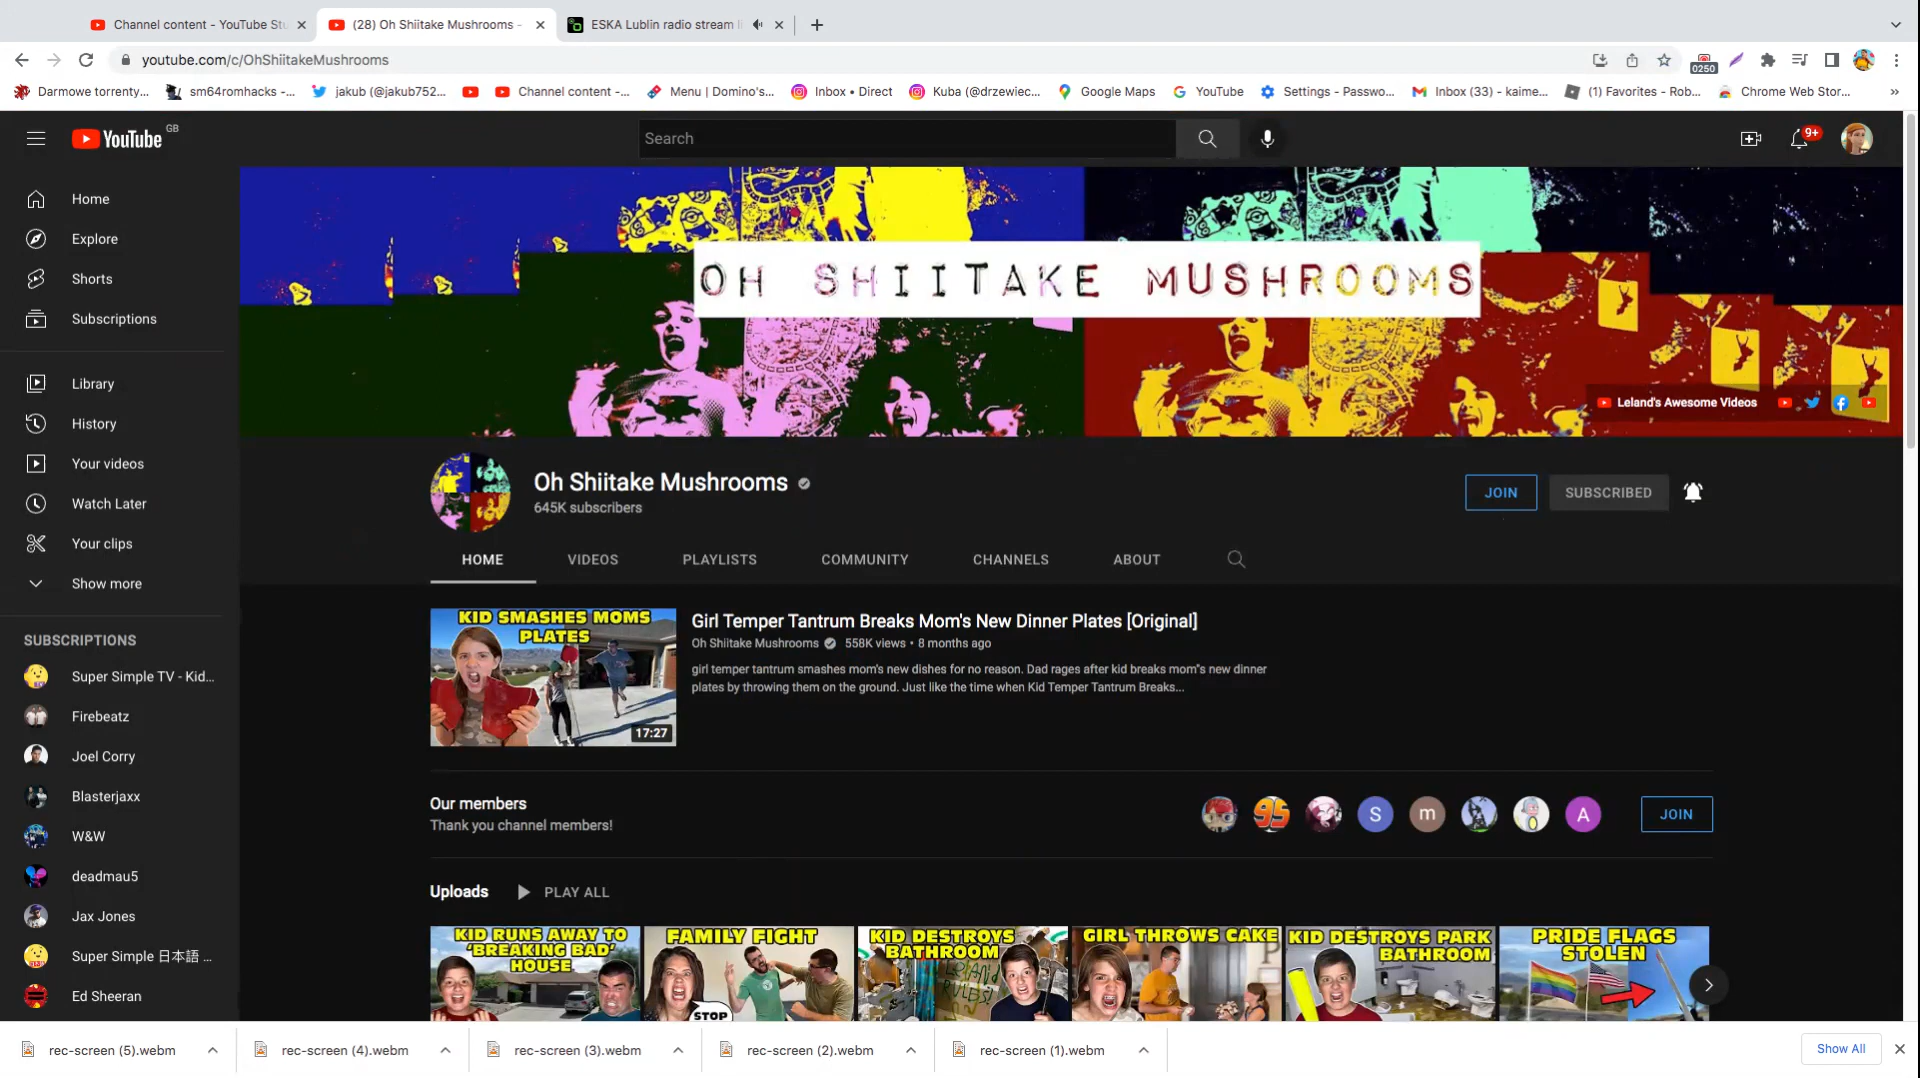 Channel content - YouTube Stu
(28) Oh Shiitake Mushrooms -
ESKA Lublin radio stream li
youtube.com/c/OhShiitakeMushrooms
0250
Darmowe torrenty...
sm64romhacks -...
jakub (@jakub752...
Channel content -...
Menu | Domino's...
Inbox • Direct
Kuba (@drzewiec...
Google Maps
YouTube
Settings - Passwo...
Inbox (33) - kaime...
(1) Favorites - Rob...
Chrome Web Stor...
»
YouTube GB
Search
9+
Home
Explore
Shorts
Subscriptions
Library
History
Your videos
Watch Later
Your clips
Show more
SUBSCRIPTIONS
Super Simple TV - Kid...
Firebeatz
Joel Corry
Blasterjaxx
W&W
deadmau5
Jax Jones
Super Simple 日本語 ...
Ed Sheeran
OH SHIITAKE MUSHROOMS
Leland's Awesome Videos
Oh Shiitake Mushrooms
645K subscribers
JOIN
SUBSCRIBED
HOME
VIDEOS
PLAYLISTS
COMMUNITY
CHANNELS
ABOUT
KID SMASHES MOMS
PLATES
17:27
Girl Temper Tantrum Breaks Mom's New Dinner Plates [Original]
Oh Shiitake Mushrooms 558K views • 8 months ago
girl temper tantrum smashes mom's new dishes for no reason. Dad rages after kid breaks mom"s new dinner
plates by throwing them on the ground. Just like the time when Kid Temper Tantrum Breaks...
Our members
Thank you channel members!
95
S
m
A
JOIN
Uploads
PLAY ALL
KID RUNS AWAY TO
'BREAKING BAD'
HOUSE
FAMILY FIGHT
STOP
KID DESTROYS
BATHROOM
LELAND
RULES!
GIRL THROWS CAKE
KID DESTROYS PARK
BATHROOM
PRIDE FLAGS
STOLEN
rec-screen (5).webm
rec-screen (4).webm
rec-screen (3).webm
rec-screen (2).webm
rec-screen (1).webm
Show All